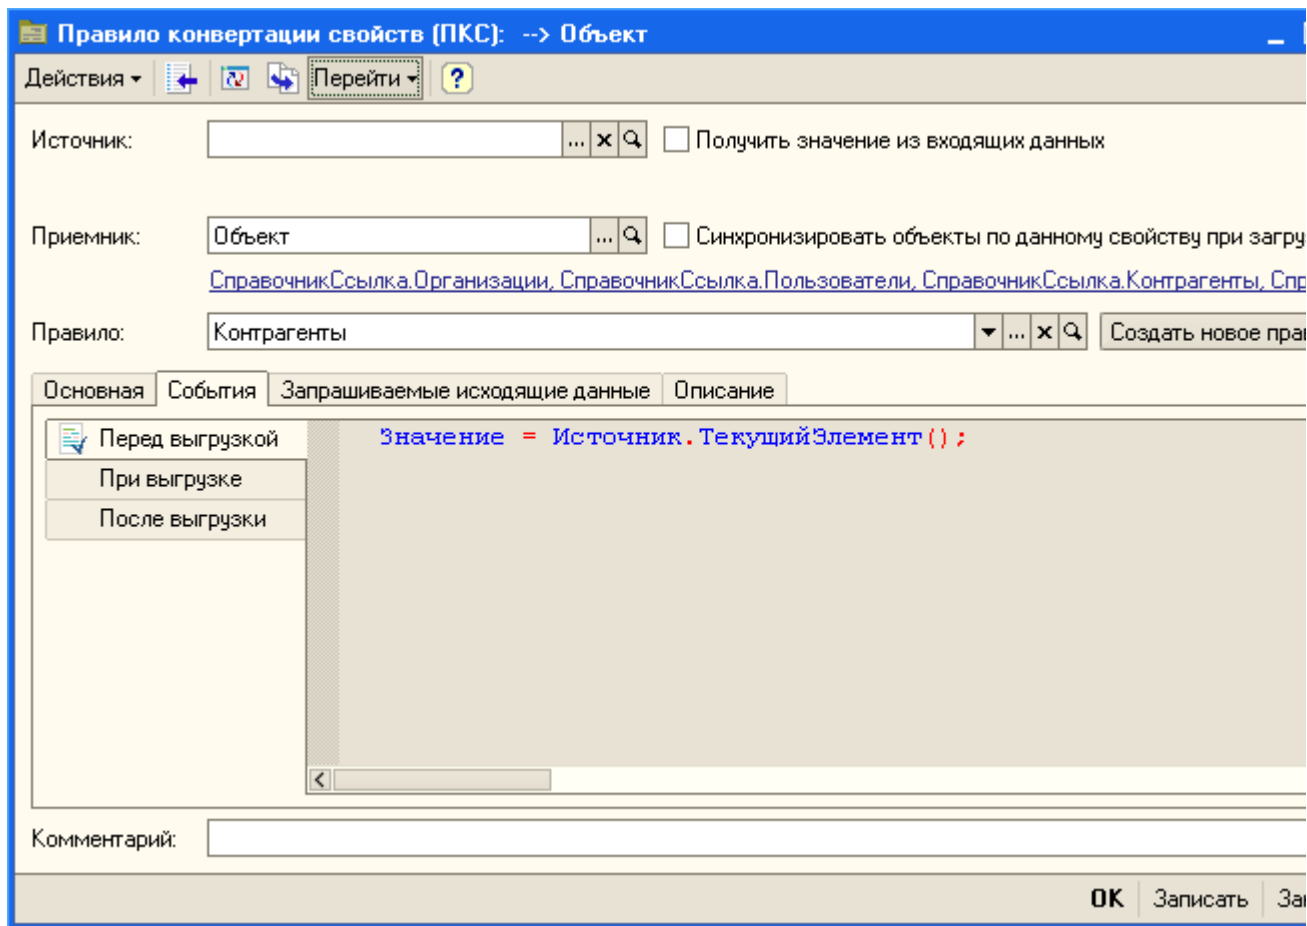 Правило конвертации свойств (ПКС): --> Объект
Действия Перейти ?
Источник: ... x Получить значение из входящих данных
Приемник: Объект ... Синхронизировать объекты по данному свойству при загру
СправочникСсылка.Организации, СправочникСсылка.Пользователи, СправочникСсылка.Контрагенты, Спр
Правило: Контрагенты ... x Создать новое пра
Основная События Запрашиваемые исходящие данные Описание
Перед выгрузкой Значение = Источник.ТекущийЭлемент();
При выгрузке
После выгрузки
Комментарий:
OK Записать За